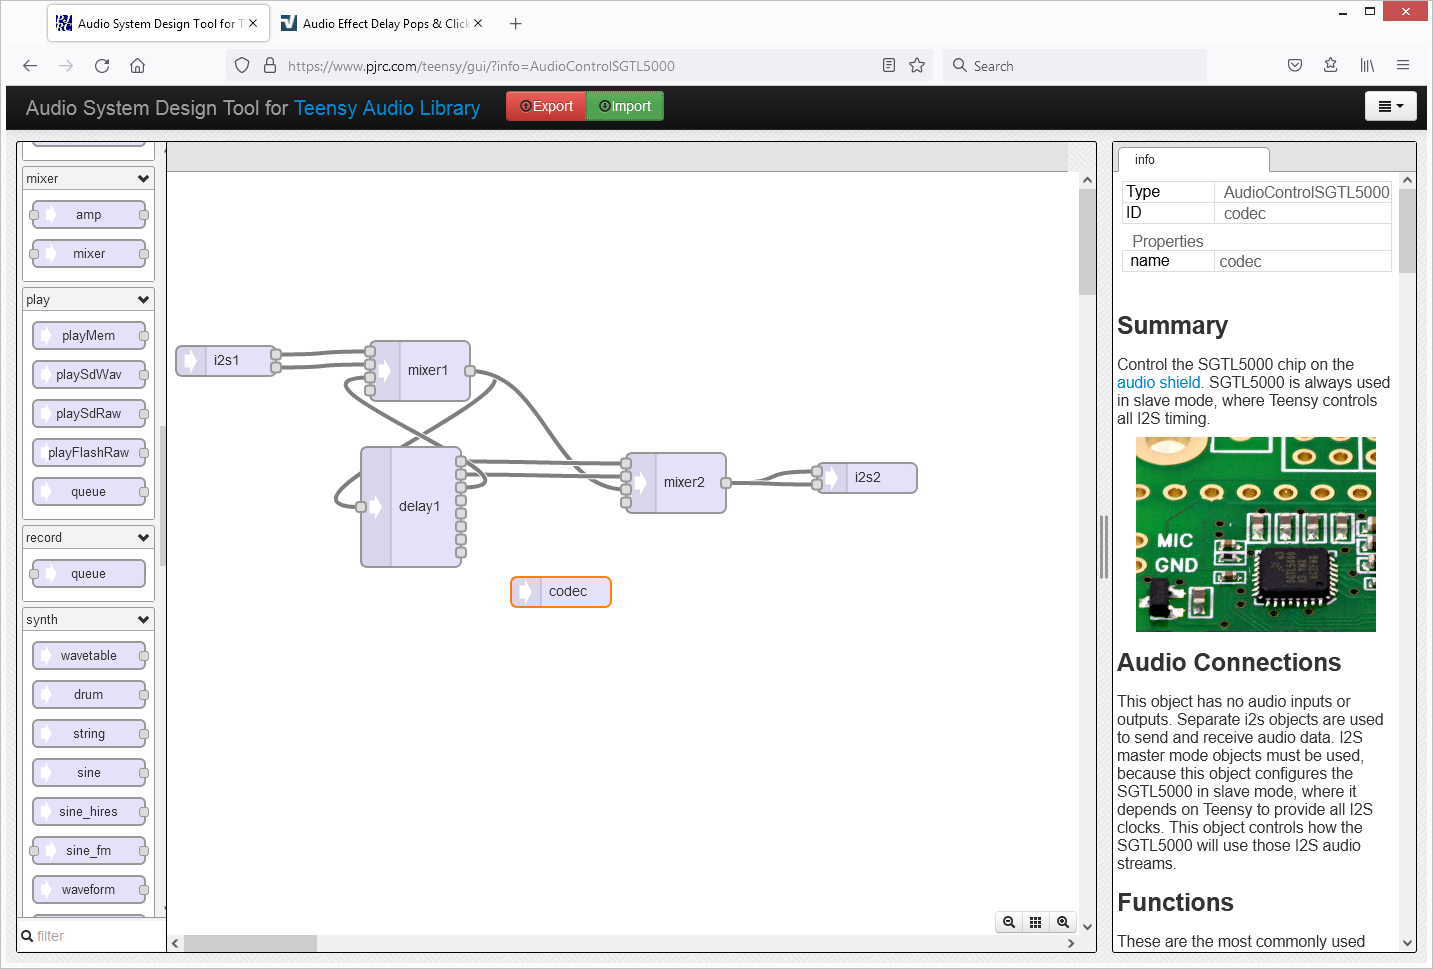 Audio System Design Tool for T
Audio Effect Delay Pops & Click
https://www.pjrc.com/teensy/gui/?info=AudioControlSGTL5000
Search
Audio System Design Tool for Teensy Audio Library
Export
Import
mixer
amp
mixer
play
playMem
playSdWav
playSdRaw
playFlashRaw
queue
record
queue
synth
wavetable
drum
string
sine
sine_hires
sine_fm
waveform
filter
i2s1
mixer1
delay1
mixer2
i2s2
codec
info
Type AudioControlSGTL5000
ID codec
Properties
name codec
Summary
Control the SGTL5000 chip on the
audio shield. SGTL5000 is always used
in slave mode, where Teensy controls
all I2S timing.
MIC
GND
SGTL5000
Audio Connections
This object has no audio inputs or
outputs. Separate i2s objects are used
to send and receive audio data. I2S
master mode objects must be used,
because this object configures the
SGTL5000 in slave mode, where it
depends on Teensy to provide all I2S
clocks. This object controls how the
SGTL5000 will use those I2S audio
streams.
Functions
These are the most commonly used